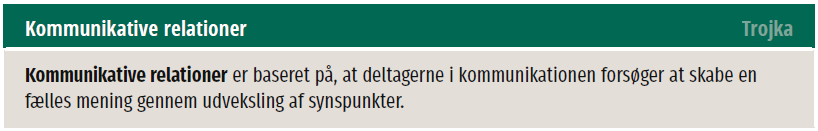 Kommunikative relationer Trojka
Kommunikative relationer er baseret på, at deltagerne i kommunikationen forsøger at skabe en
fælles mening gennem udveksling af synspunkter.